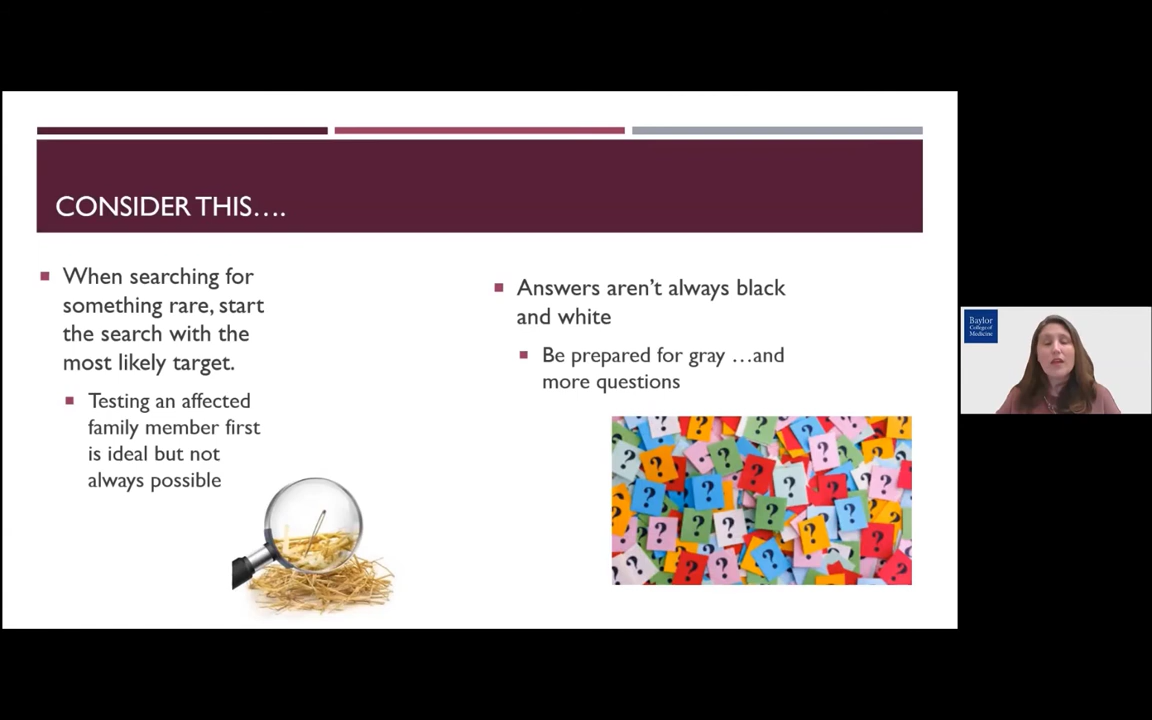 CONSIDER THIS….
When searching for
something rare, start
the search with the
most likely target.
Testing an affected
family member first
is ideal but not
always possible
Answers aren't always black
and white
Be prepared for gray …and
more questions
Baylor
College of
Medicine